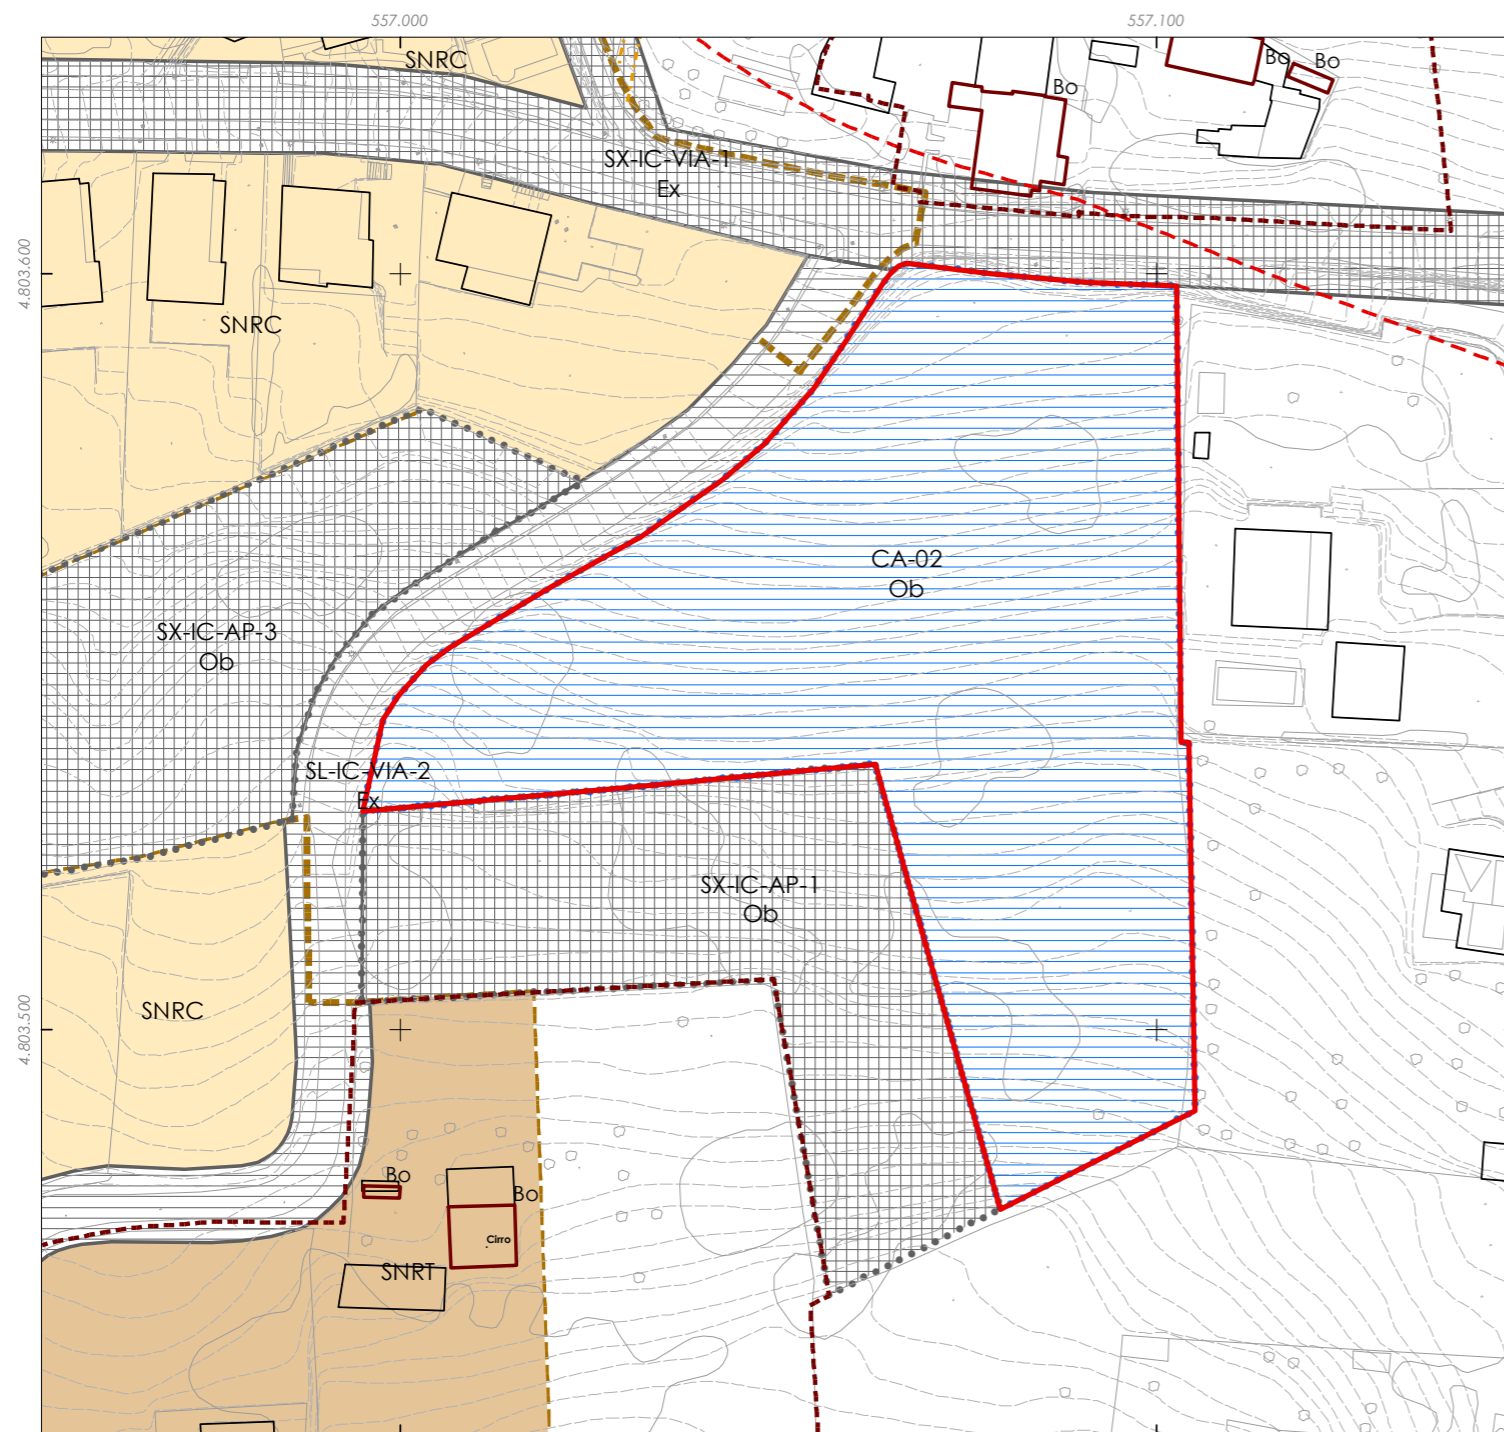 557.000
557.100
SNRC
Bo
Bo
Bo
SX-IC-VIA-1
Ex
4.803.600
SNRC
CA-02
Ob
SX-IC-AP-3
Ob
SL-IC-VIA-2
Ex
SX-IC-AP-1
Ob
SNRC
4.803.500
Bo
Bo
Cirro
SNRT